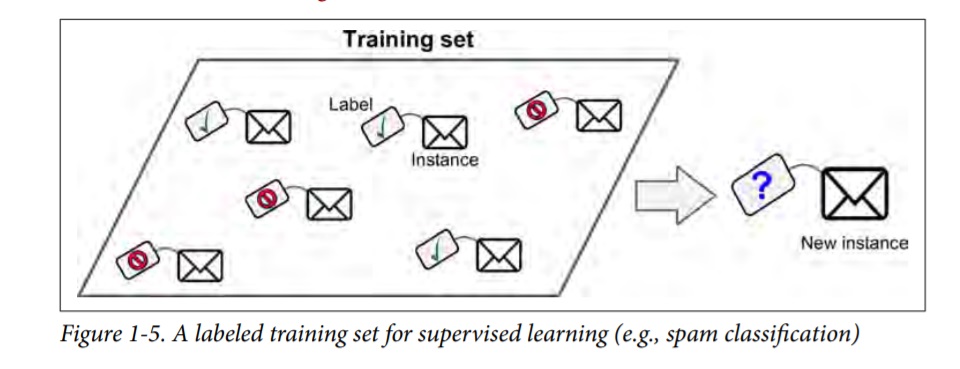 Training set
Label
Instance
?
New instance
Figure 1-5. A labeled training set for supervised learning (e.g., spam classification)